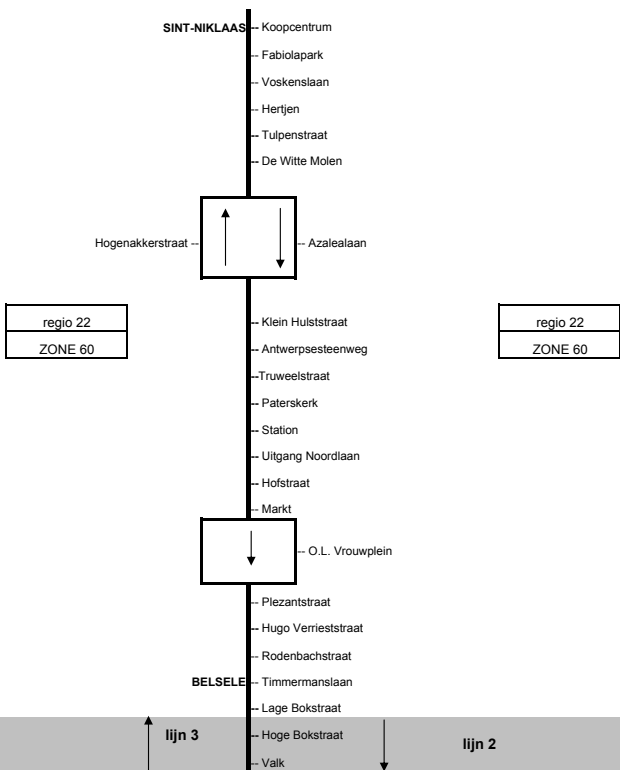 SINT-NIKLAAS -- Koopcentrum
-- Fabiolapark
-- Voskenslaan
-- Hertjen
-- Tulpenstraat
-- De Witte Molen
Hogenakkerstraat --
-- Azalealaan
regio 22
ZONE 60
-- Klein Hulststraat
-- Antwerpsesteenweg
--Truweelstraat
-- Paterskerk
-- Station
-- Uitgang Noordlaan
-- Hofstraat
-- Markt
regio 22
ZONE 60
-- O.L. Vrouwplein
-- Plezantstraat
-- Hugo Verrieststraat
-- Rodenbachstraat
BELSELE -- Timmermanslaan
-- Lage Bokstraat
lijn 3
-- Hoge Bokstraat
lijn 2
-- Valk